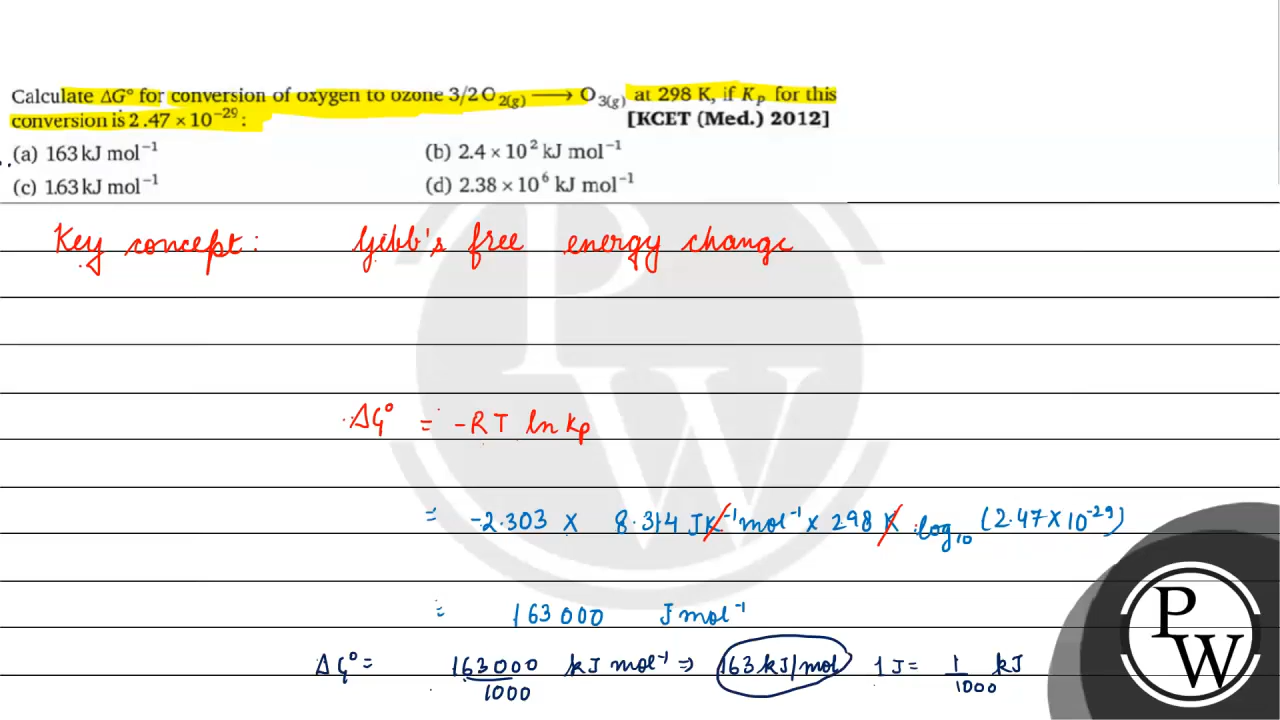 Calculate ΔG° for conversion of oxygen to ozone 3/2 O₂(g) ⟶ O₃(g) at 298 K, if K_P for this
conversion is 2.47 × 10⁻²⁹ :
[KCET (Med.) 2012]
(a) 163 kJ mol⁻¹
(b) 2.4 × 10² kJ mol⁻¹
(c) 1.63 kJ mol⁻¹
(d) 2.38 × 10⁶ kJ mol⁻¹
Key concept: Gibb's free energy change
ΔG° = -RT ln Kp
= -2.303 × 8.314 JK⁻¹ mol⁻¹ × 298 K log₁₀ (2.47 × 10⁻²⁹)
= 163000 J mol⁻¹
ΔG° = 163000/1000 kJ mol⁻¹ ⇒ 163 kJ/mol 1 J = 1/1000 kJ
P
W
P
W